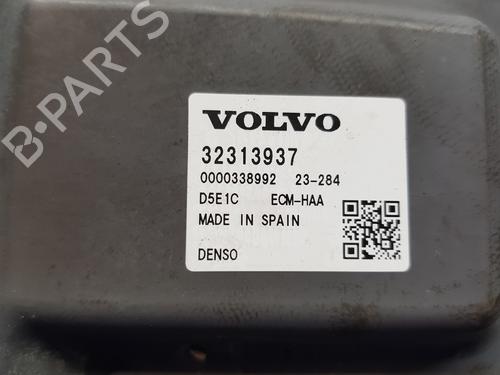 B-PARTS
VOLVO
32313937
0000338992 23-284
D5E1C ECM-HAA
MADE IN SPAIN
DENSO